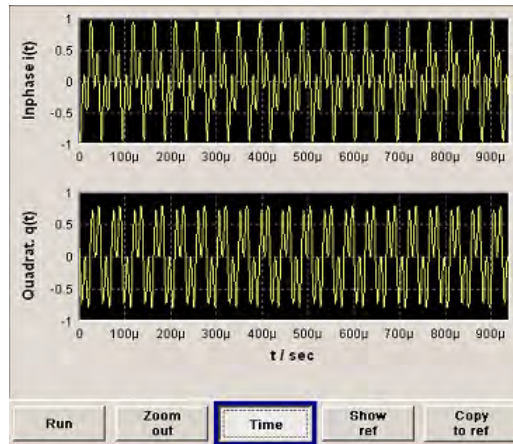 Inphase i(t)
1
0.5
0
-0.5
-1
0 100µ 200µ 300µ 400µ 500µ 600µ 700µ 800µ 900µ
Quadrat. q(t)
1
0.5
0
-0.5
-1
0 100µ 200µ 300µ 400µ 500µ 600µ 700µ 800µ 900µ
t / sec
Run
Zoom
out
Time
Show
ref
Copy
to ref